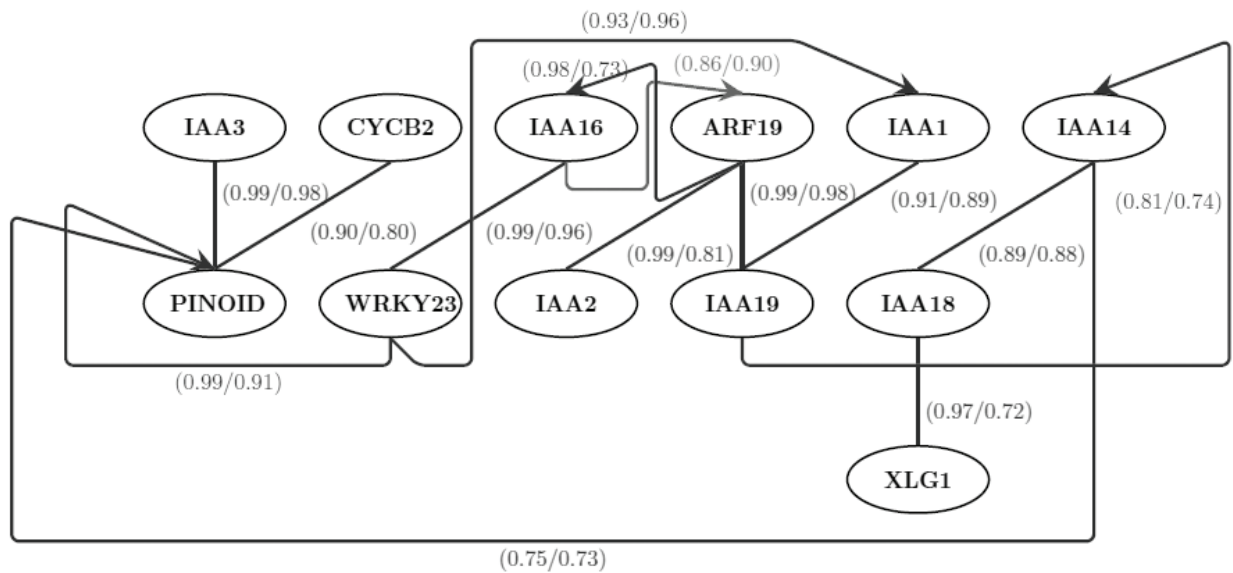 (0.93/0.96)
(0.98/0.73)
(0.86/0.90)
IAA3
CYCB2
IAA16
ARF19
IAA1
IAA14
(0.99/0.98)
(0.99/0.98)
(0.91/0.89)
(0.81/0.74)
(0.90/0.80)
(0.99/0.96)
(0.99/0.81)
(0.89/0.88)
PINOID
WRKY23
IAA2
IAA19
IAA18
(0.99/0.91)
(0.97/0.72)
XLG1
(0.75/0.73)